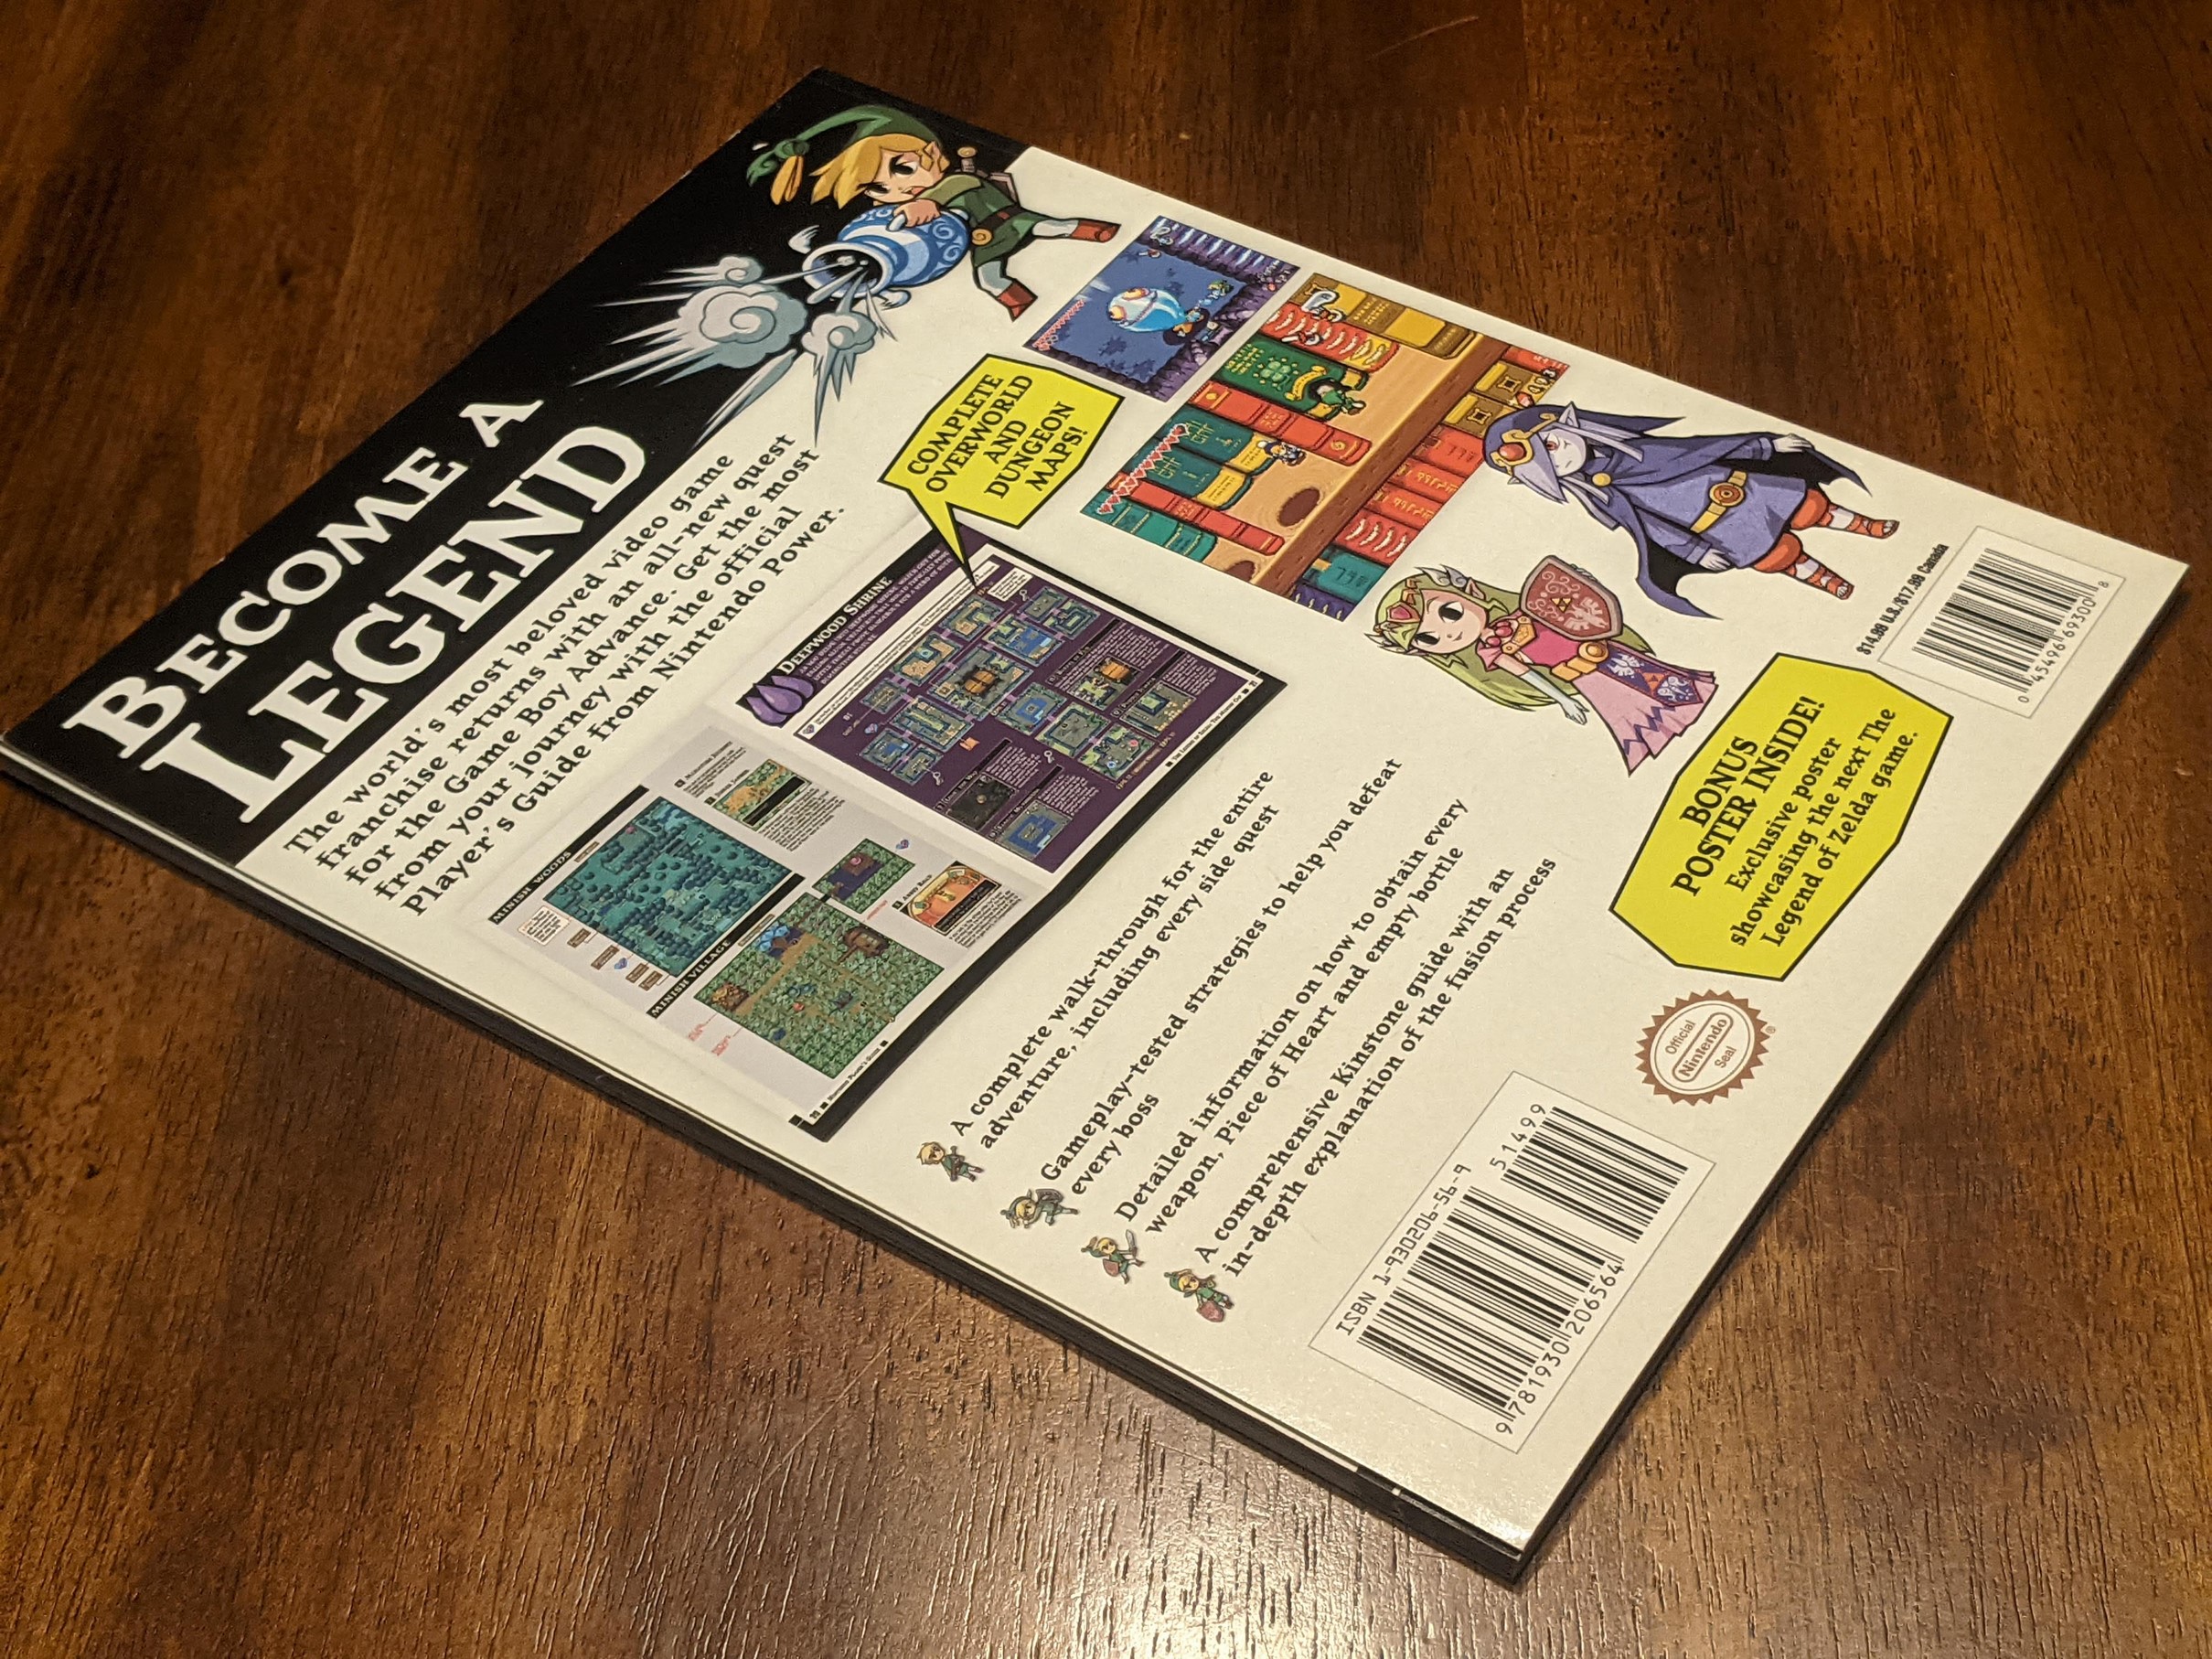 BECOME A
LEGEND
The world's most beloved video game
franchise returns with an all-new quest
for the Game Boy Advance. Get the most
from your journey with the official
Player's Guide from Nintendo Power.
COMPLETE
OVERWORLD
AND
DUNGEON
MAPS!
DEEPWOOD SHRINE
MINISH WOODS
MINISH VILLAGE
A complete walk-through for the entire
adventure, including every side quest
Gameplay-tested strategies to help you defeat
every boss
Detailed information on how to obtain every
weapon, Piece of Heart and empty bottle
A comprehensive Kinstone guide with an
in-depth explanation of the fusion process
$14.99 U.S./$17.99 Canada
0 45496 69300 8
BONUS
POSTER INSIDE!
Exclusive poster
showcasing the next The
Legend of Zelda game.
Official
Nintendo
Seal
®
ISBN 1-930206-56-9
51499
9 781930 206564